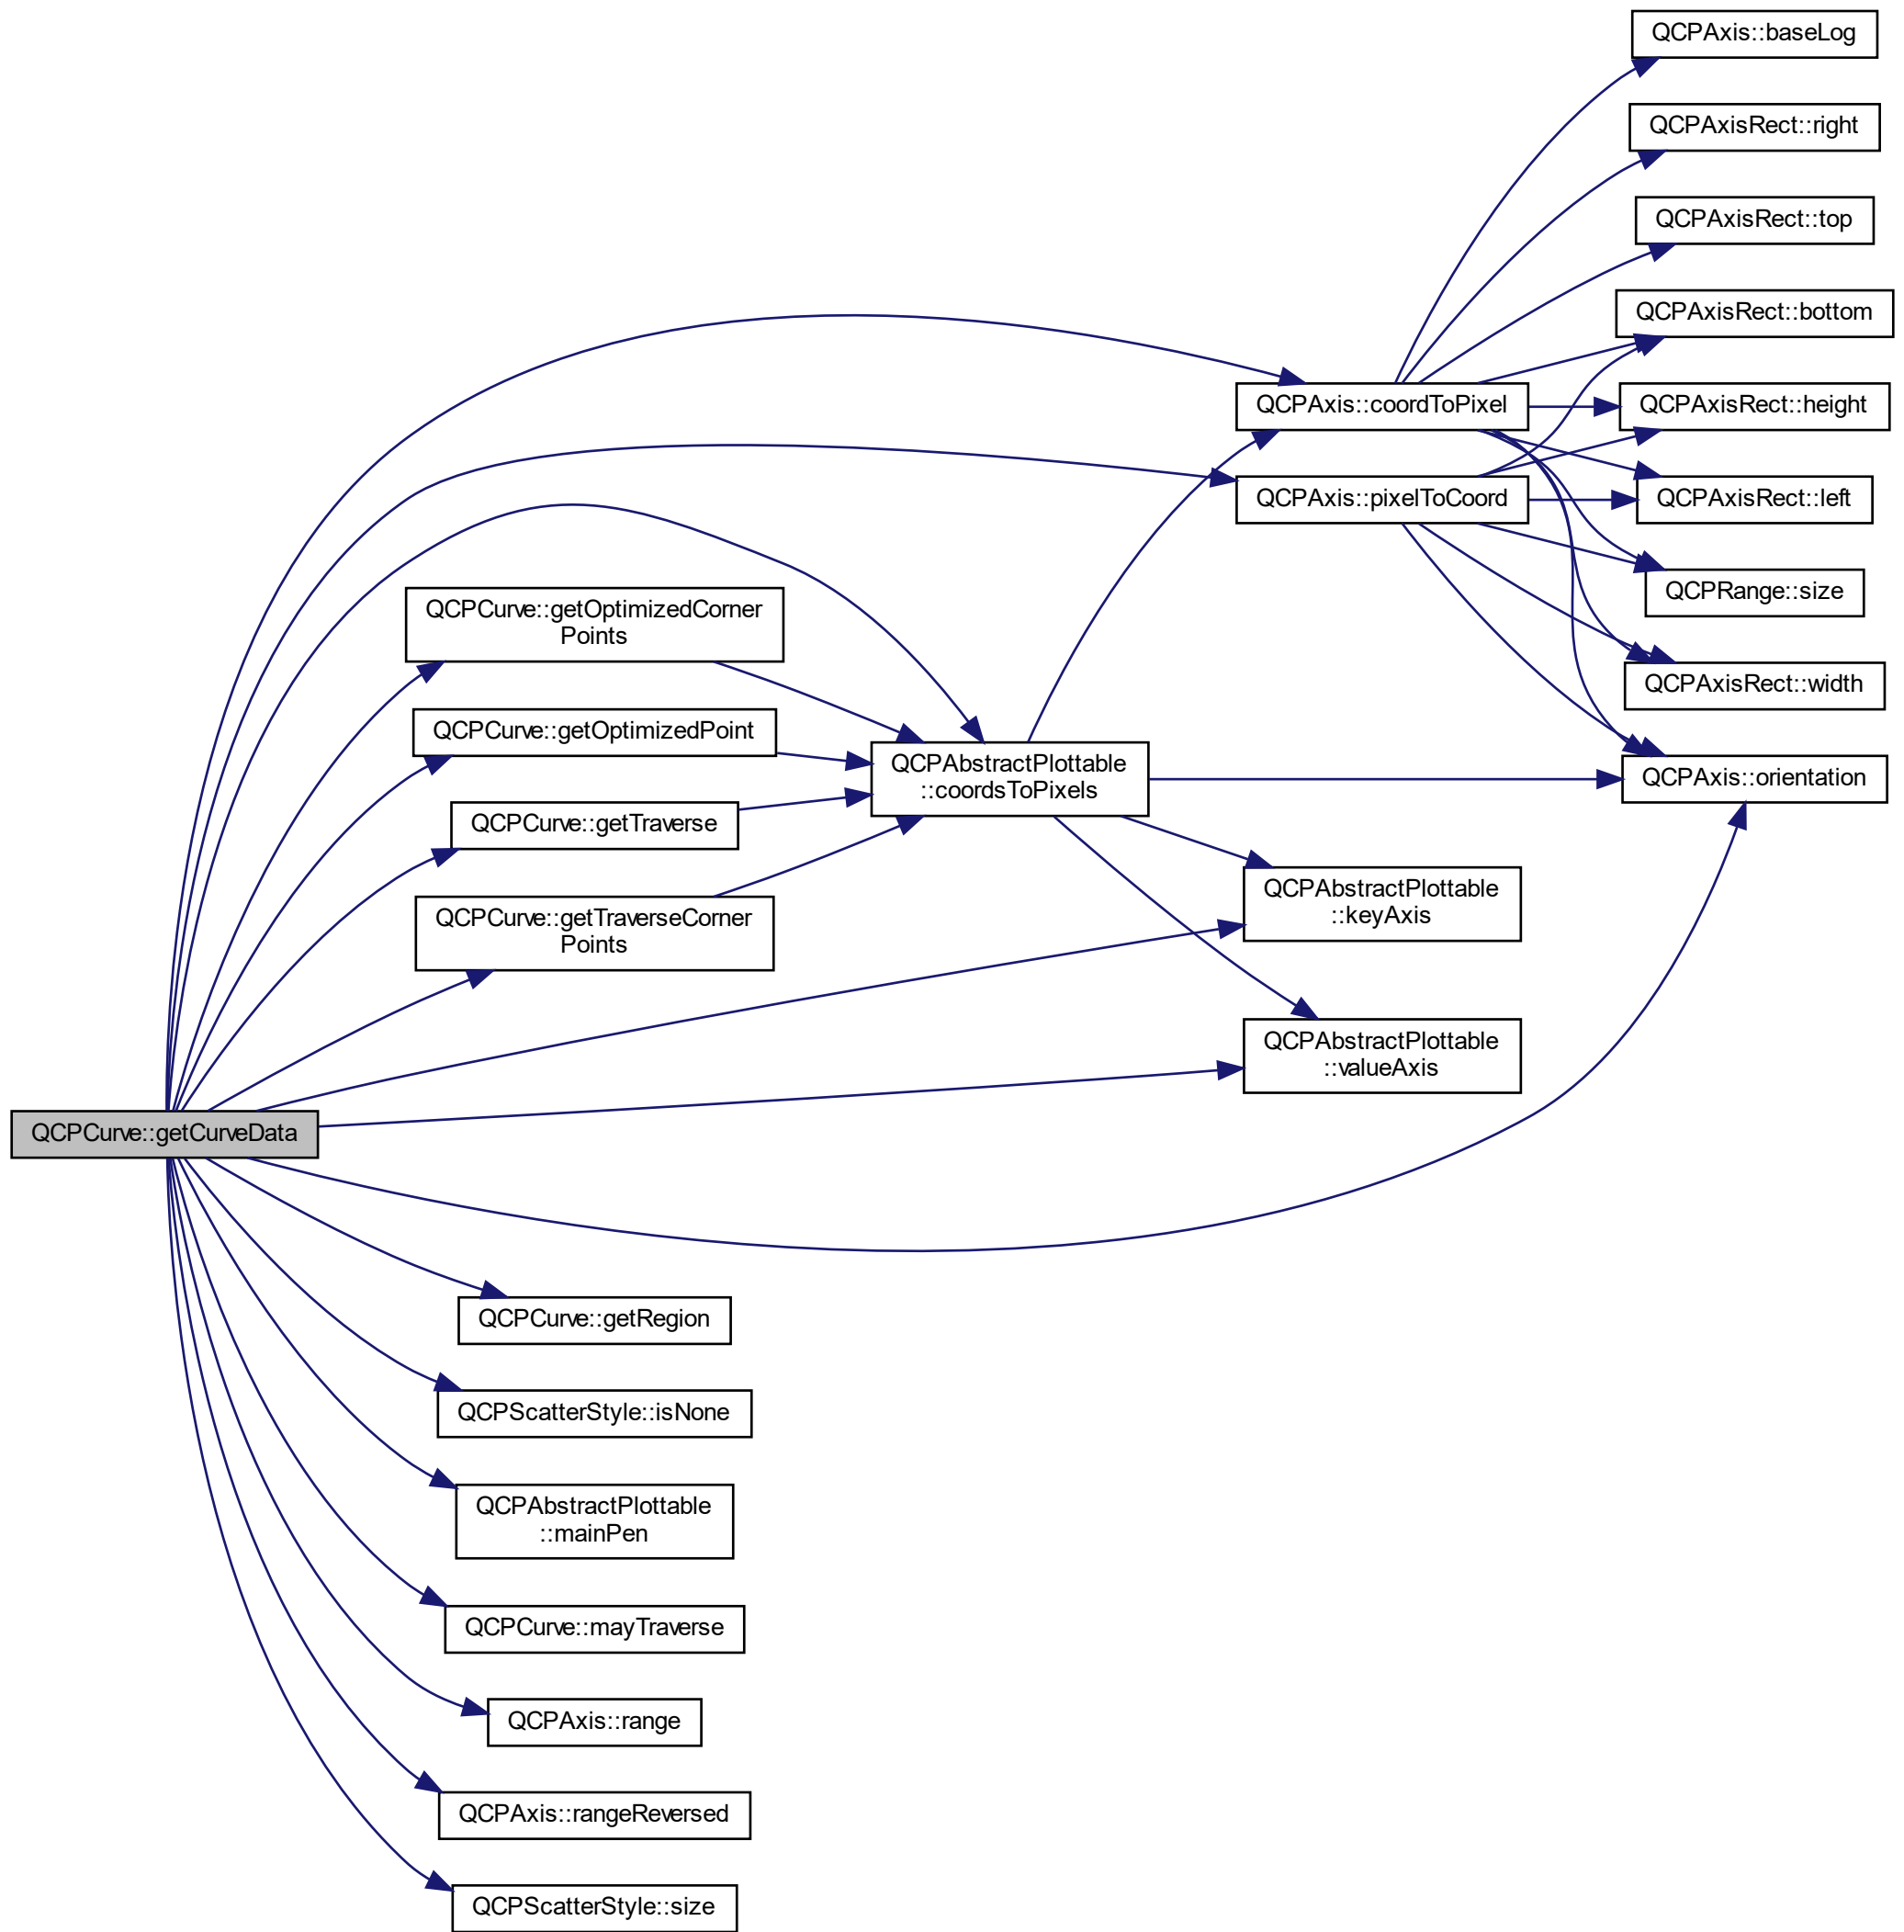 QCPAxis::baseLog
QCPAxisRect::right
QCPAxisRect::top
QCPAxisRect::bottom
QCPAxis::coordToPixel
QCPAxisRect::height
QCPAxis::pixelToCoord
QCPAxisRect::left
QCPRange::size
QCPCurve::getOptimizedCorner
Points
QCPAxisRect::width
QCPCurve::getOptimizedPoint
QCPAbstractPlottable
::coordsToPixels
QCPAxis::orientation
QCPCurve::getTraverse
QCPAbstractPlottable
::keyAxis
QCPCurve::getTraverseCorner
Points
QCPAbstractPlottable
::valueAxis
QCPCurve::getCurveData
QCPCurve::getRegion
QCPScatterStyle::isNone
QCPAbstractPlottable
::mainPen
QCPCurve::mayTraverse
QCPAxis::range
QCPAxis::rangeReversed
QCPScatterStyle::size